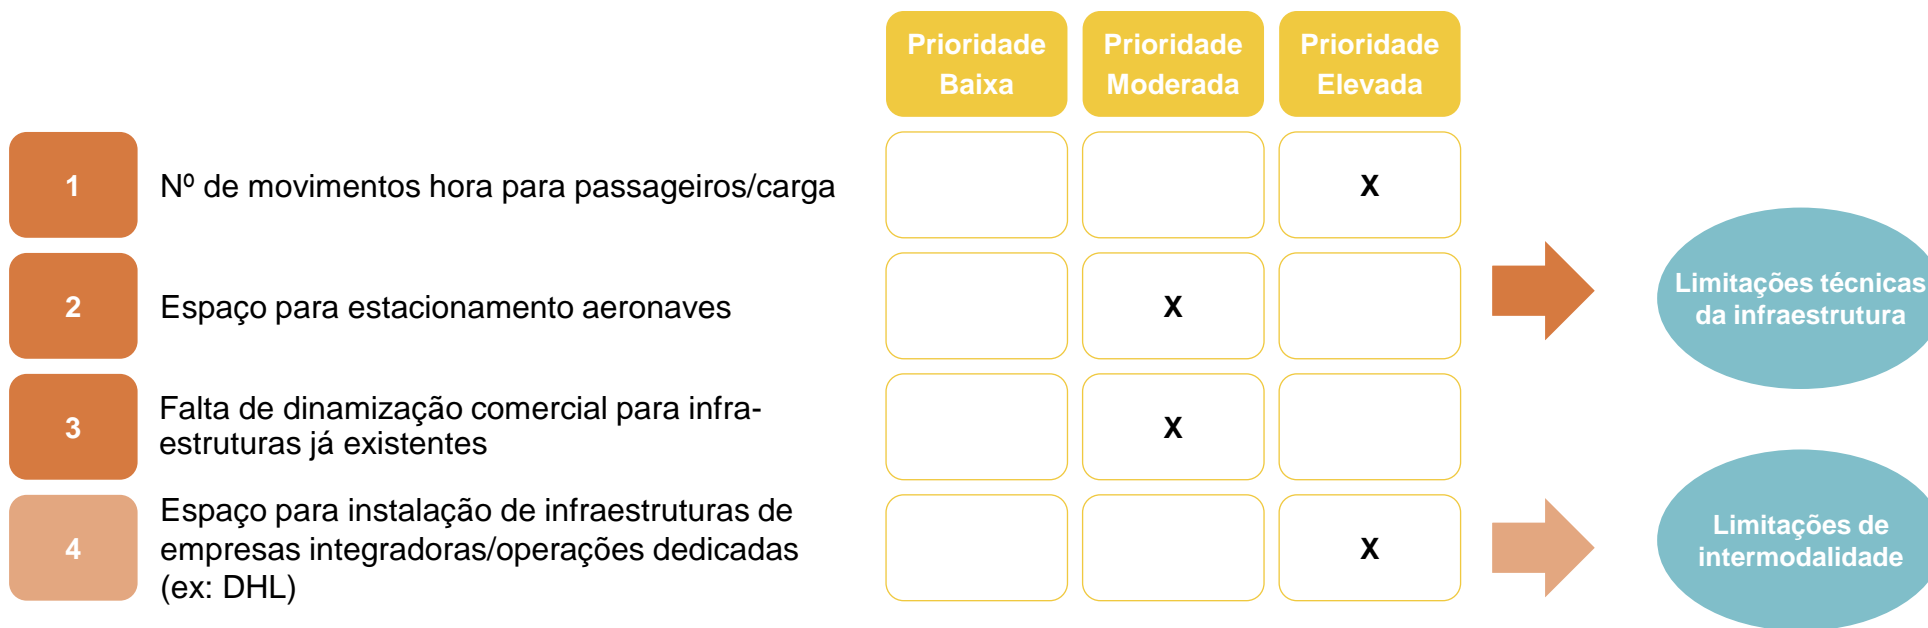 Prioridade
Baixa
Prioridade
Moderada
Prioridade
Elevada
1
Nº de movimentos hora para passageiros/carga
X
2
Espaço para estacionamento aeronaves
X
Limitações técnicas
da infraestrutura
3
Falta de dinamização comercial para infra-
estruturas já existentes
X
4
Espaço para instalação de infraestruturas de
empresas integradoras/operações dedicadas
(ex: DHL)
X
Limitações de
intermodalidade